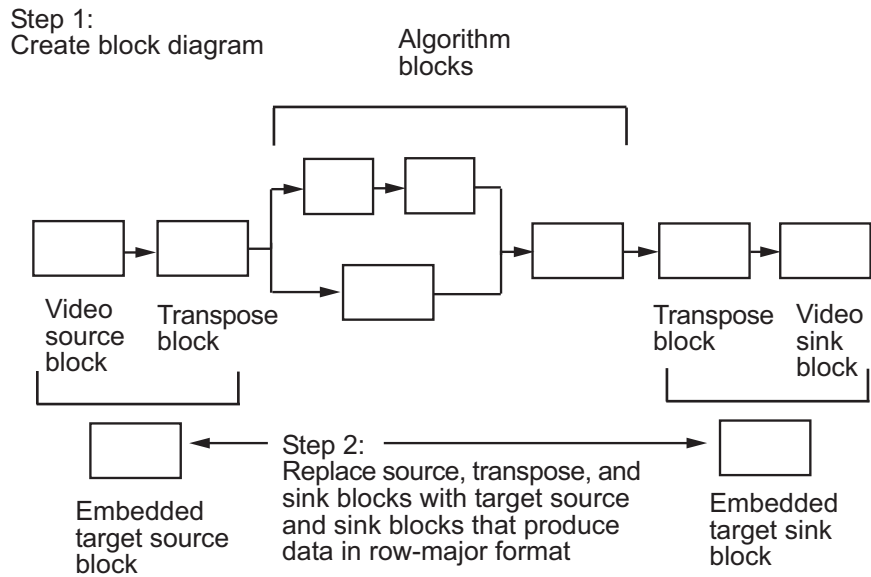 Step 1:
Create block diagram
Algorithm
blocks
Video
source
block
Transpose
block
Transpose
block
Video
sink
block
Step 2:
Replace source, transpose, and
sink blocks with target source
and sink blocks that produce
data in row-major format
Embedded
target source
block
Embedded
target sink
block